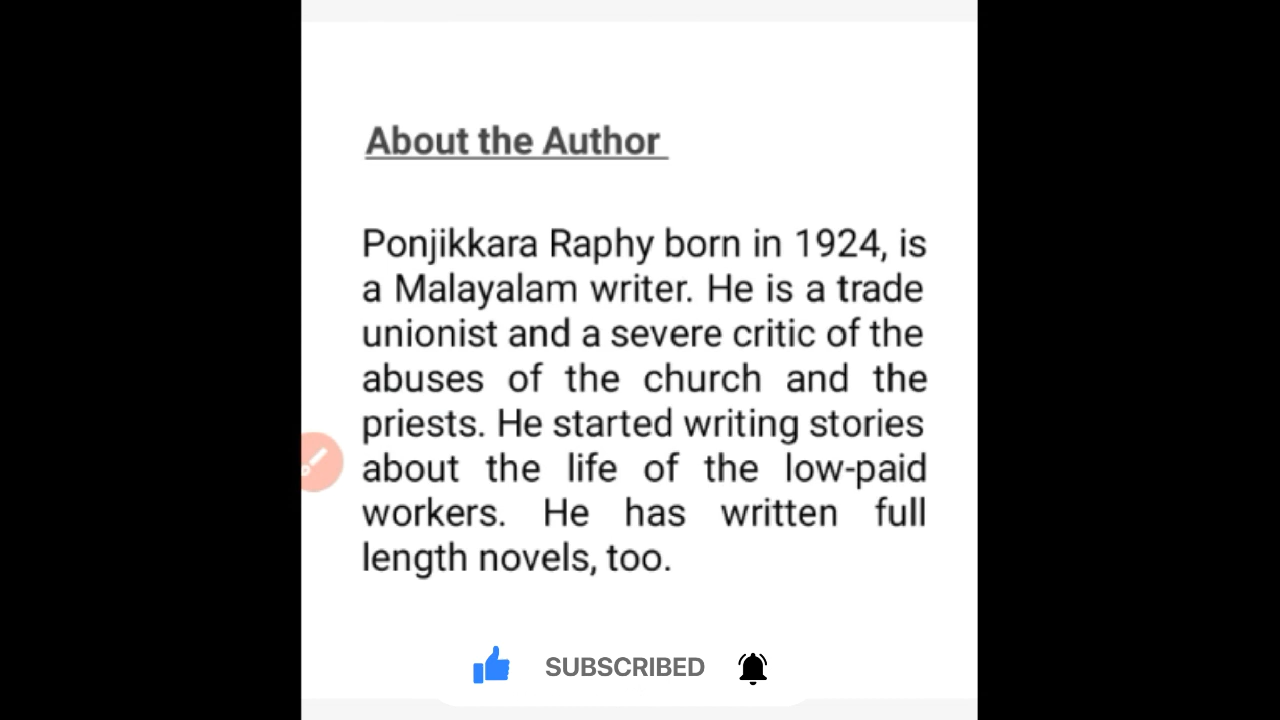 About the Author
Ponjikkara Raphy born in 1924, is
a Malayalam writer. He is a trade
unionist and a severe critic of the
abuses of the church and the
priests. He started writing stories
about the life of the low-paid
workers. He has written full
length novels, too.
SUBSCRIBED